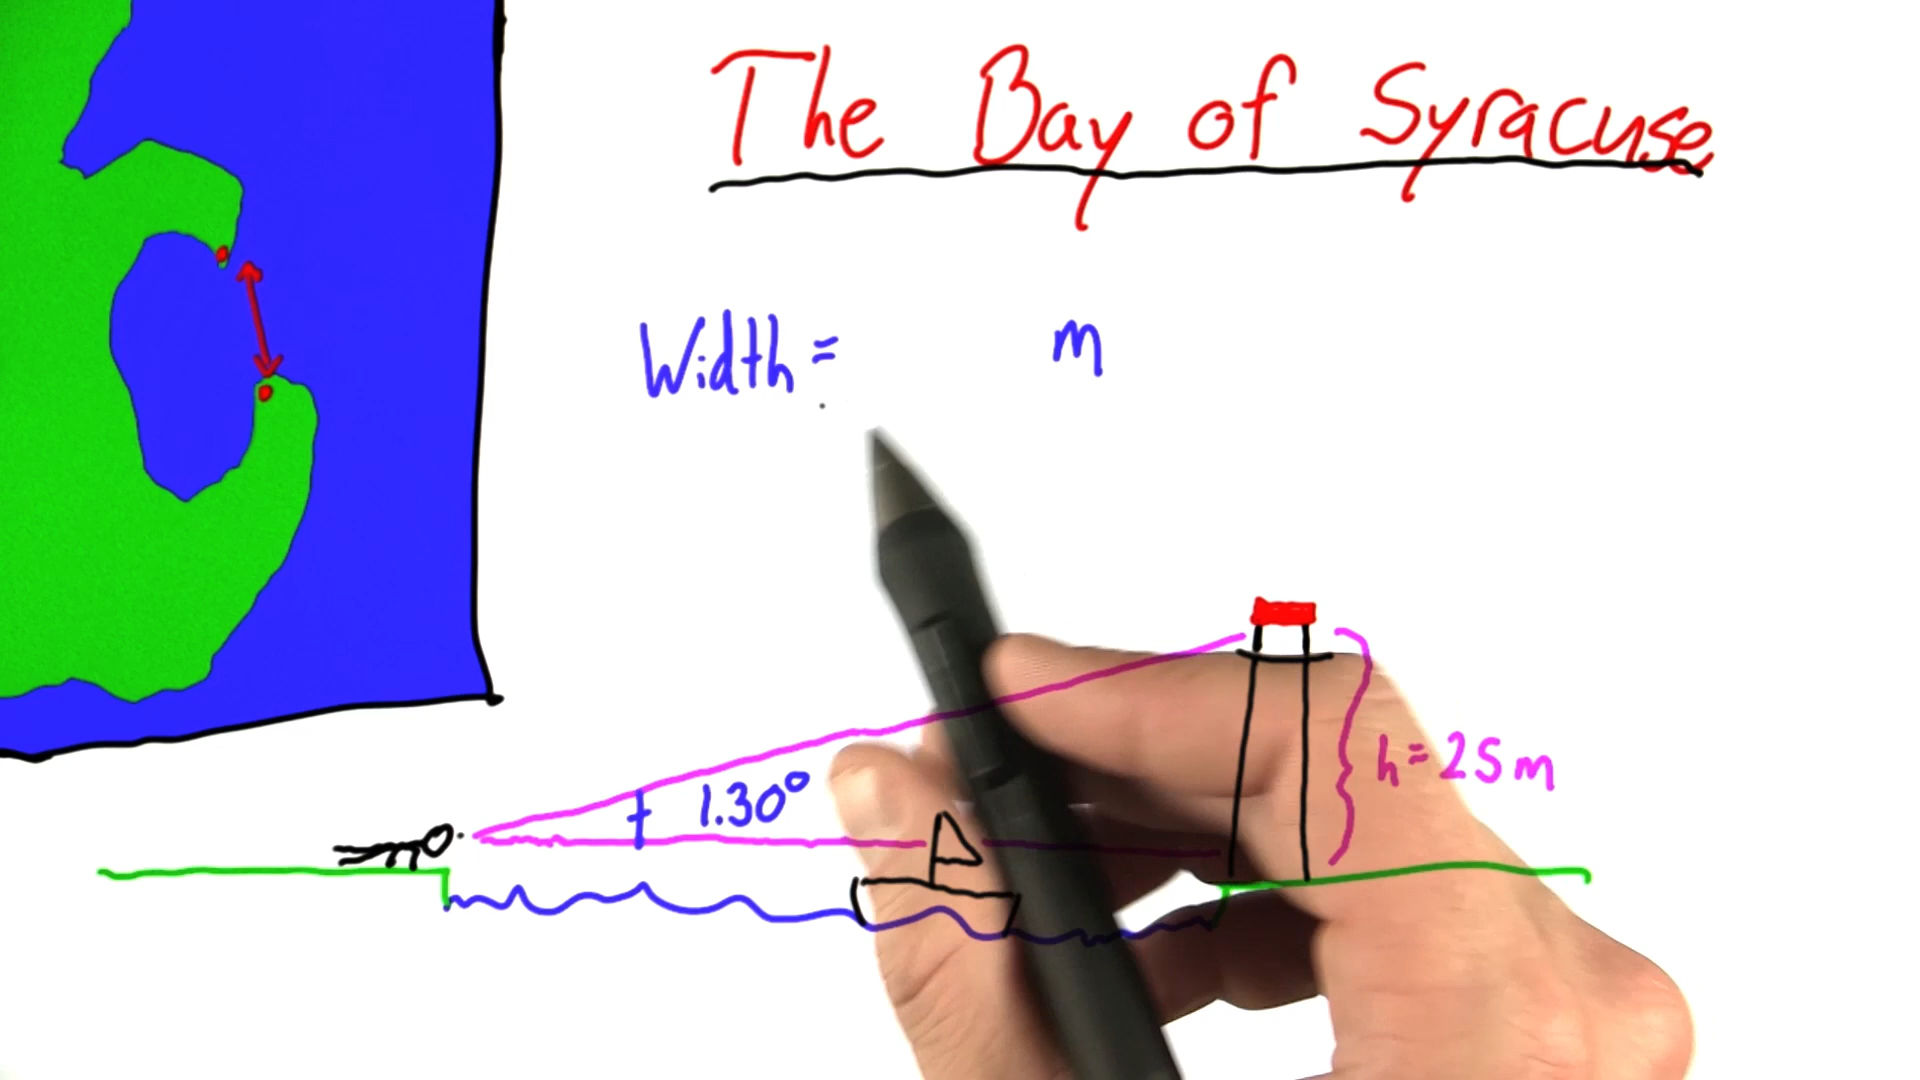 The Bay of Syracuse
Width = m
1.30°
h = 25m